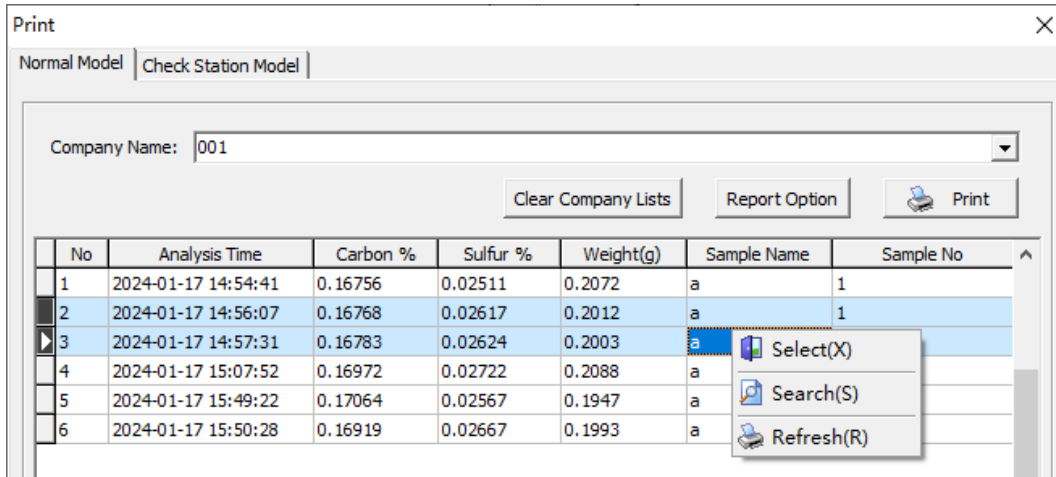 Print
Normal Model Check Station Model
Company Name: 001
Clear Company Lists Report Option Print
No Analysis Time Carbon % Sulfur % Weight(g) Sample Name Sample No
1 2024-01-17 14:54:41 0.16756 0.02511 0.2072 a 1
2 2024-01-17 14:56:07 0.16768 0.02617 0.2012 a 1
3 2024-01-17 14:57:31 0.16783 0.02624 0.2003 a
Select(X)
4 2024-01-17 15:07:52 0.16972 0.02722 0.2088 a
Search(S)
5 2024-01-17 15:49:22 0.17064 0.02567 0.1947 a
6 2024-01-17 15:50:28 0.16919 0.02667 0.1993 a
Refresh(R)